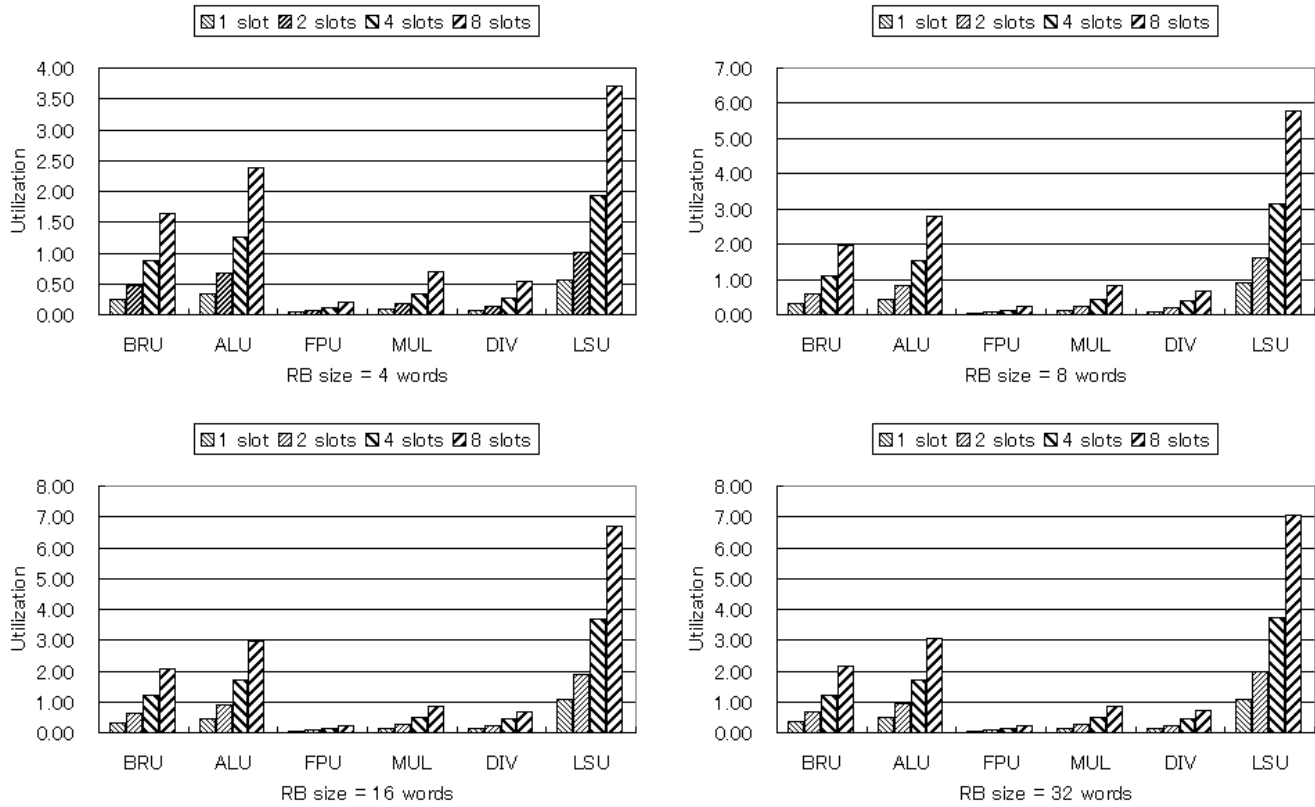 1 slot 2 slots 4 slots 8 slots
4.00
3.50
3.00
2.50
2.00
1.50
1.00
0.50
0.00
Utilization
BRU ALU FPU MUL DIV LSU
RB size = 4 words
1 slot 2 slots 4 slots 8 slots
7.00
6.00
5.00
4.00
3.00
2.00
1.00
0.00
Utilization
BRU ALU FPU MUL DIV LSU
RB size = 8 words
1 slot 2 slots 4 slots 8 slots
8.00
7.00
6.00
5.00
4.00
3.00
2.00
1.00
0.00
Utilization
BRU ALU FPU MUL DIV LSU
RB size = 16 words
1 slot 2 slots 4 slots 8 slots
8.00
7.00
6.00
5.00
4.00
3.00
2.00
1.00
0.00
Utilization
BRU ALU FPU MUL DIV LSU
RB size = 32 words